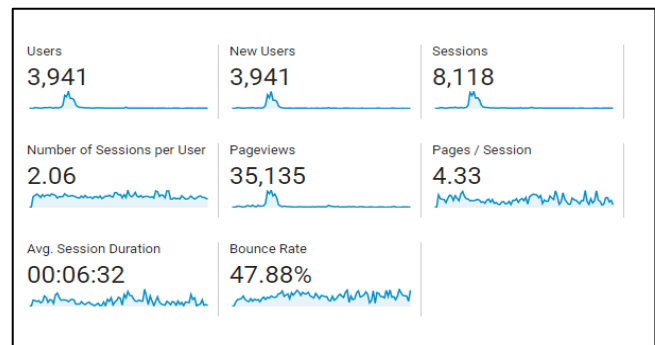 Users
3,941
New Users
3,941
Sessions
8,118
Number of Sessions per User
2.06
Pageviews
35,135
Pages / Session
4.33
Avg. Session Duration
00:06:32
Bounce Rate
47.88%